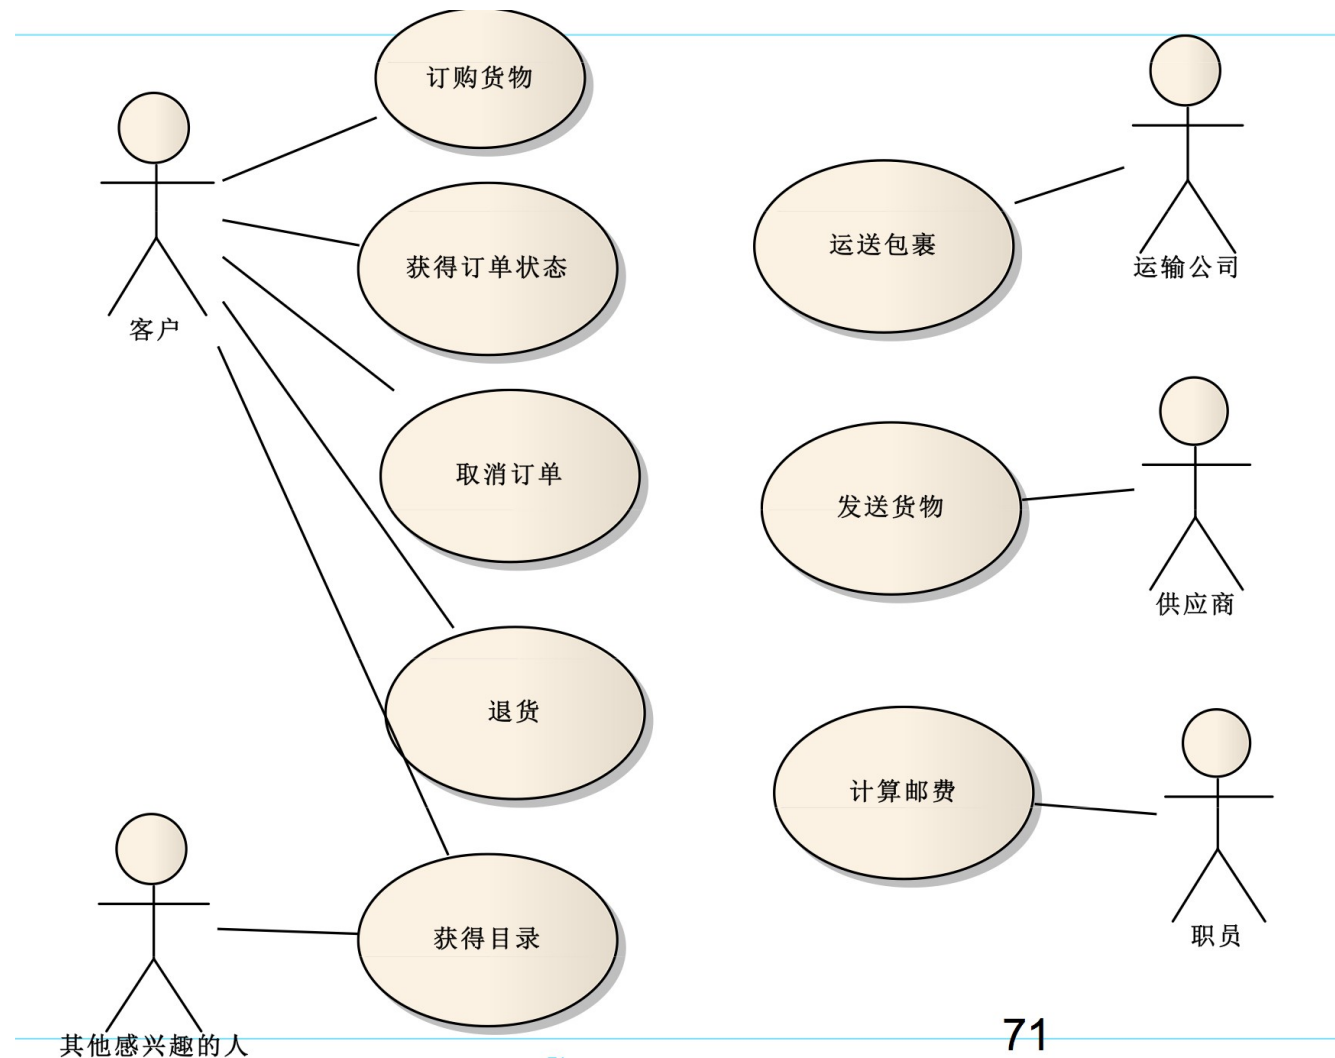 订购货物
获得订单状态
客户
取消订单
退货
获得目录
其他感兴趣的人
运送包裹
运输公司
发送货物
供应商
计算邮费
职员
71